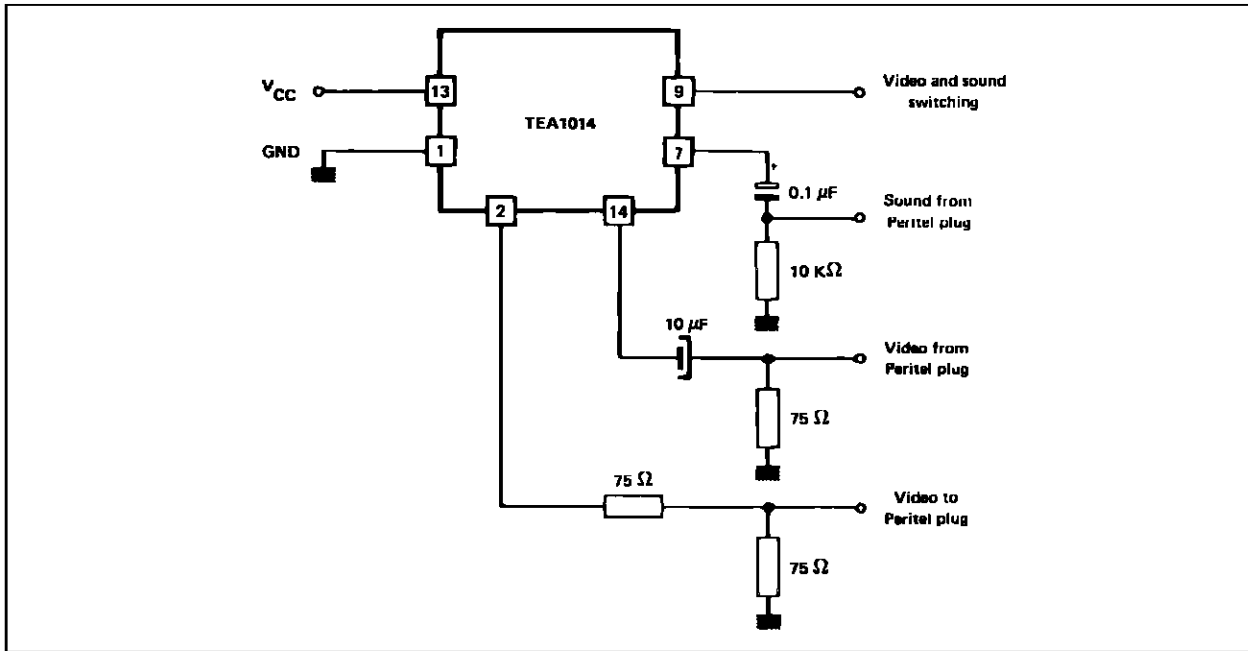 V_CC
13
9
Video and sound
switching
TEA1014
GND
1
7
+
0.1 µF
Sound from
Peritel plug
2
14
10 KΩ
10 µF
Video from
Peritel plug
75 Ω
75 Ω
Video to
Peritel plug
75 Ω